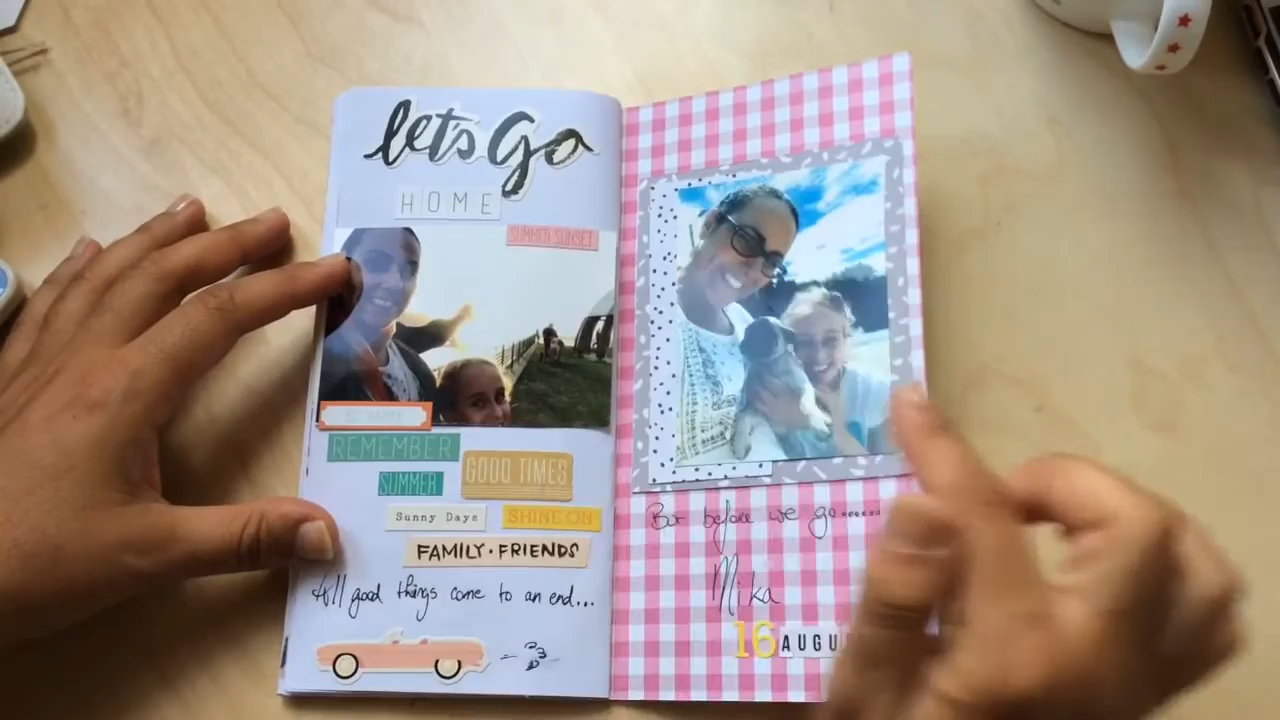 let's Go
HOME
SUMMER SUNSET
REMEMBER
GOOD TIMES
SUMMER
Sunny Days
SHINE ON
FAMILY • FRIENDS
All good things come to an end...
But before we go.......
Mika
16 AUGU